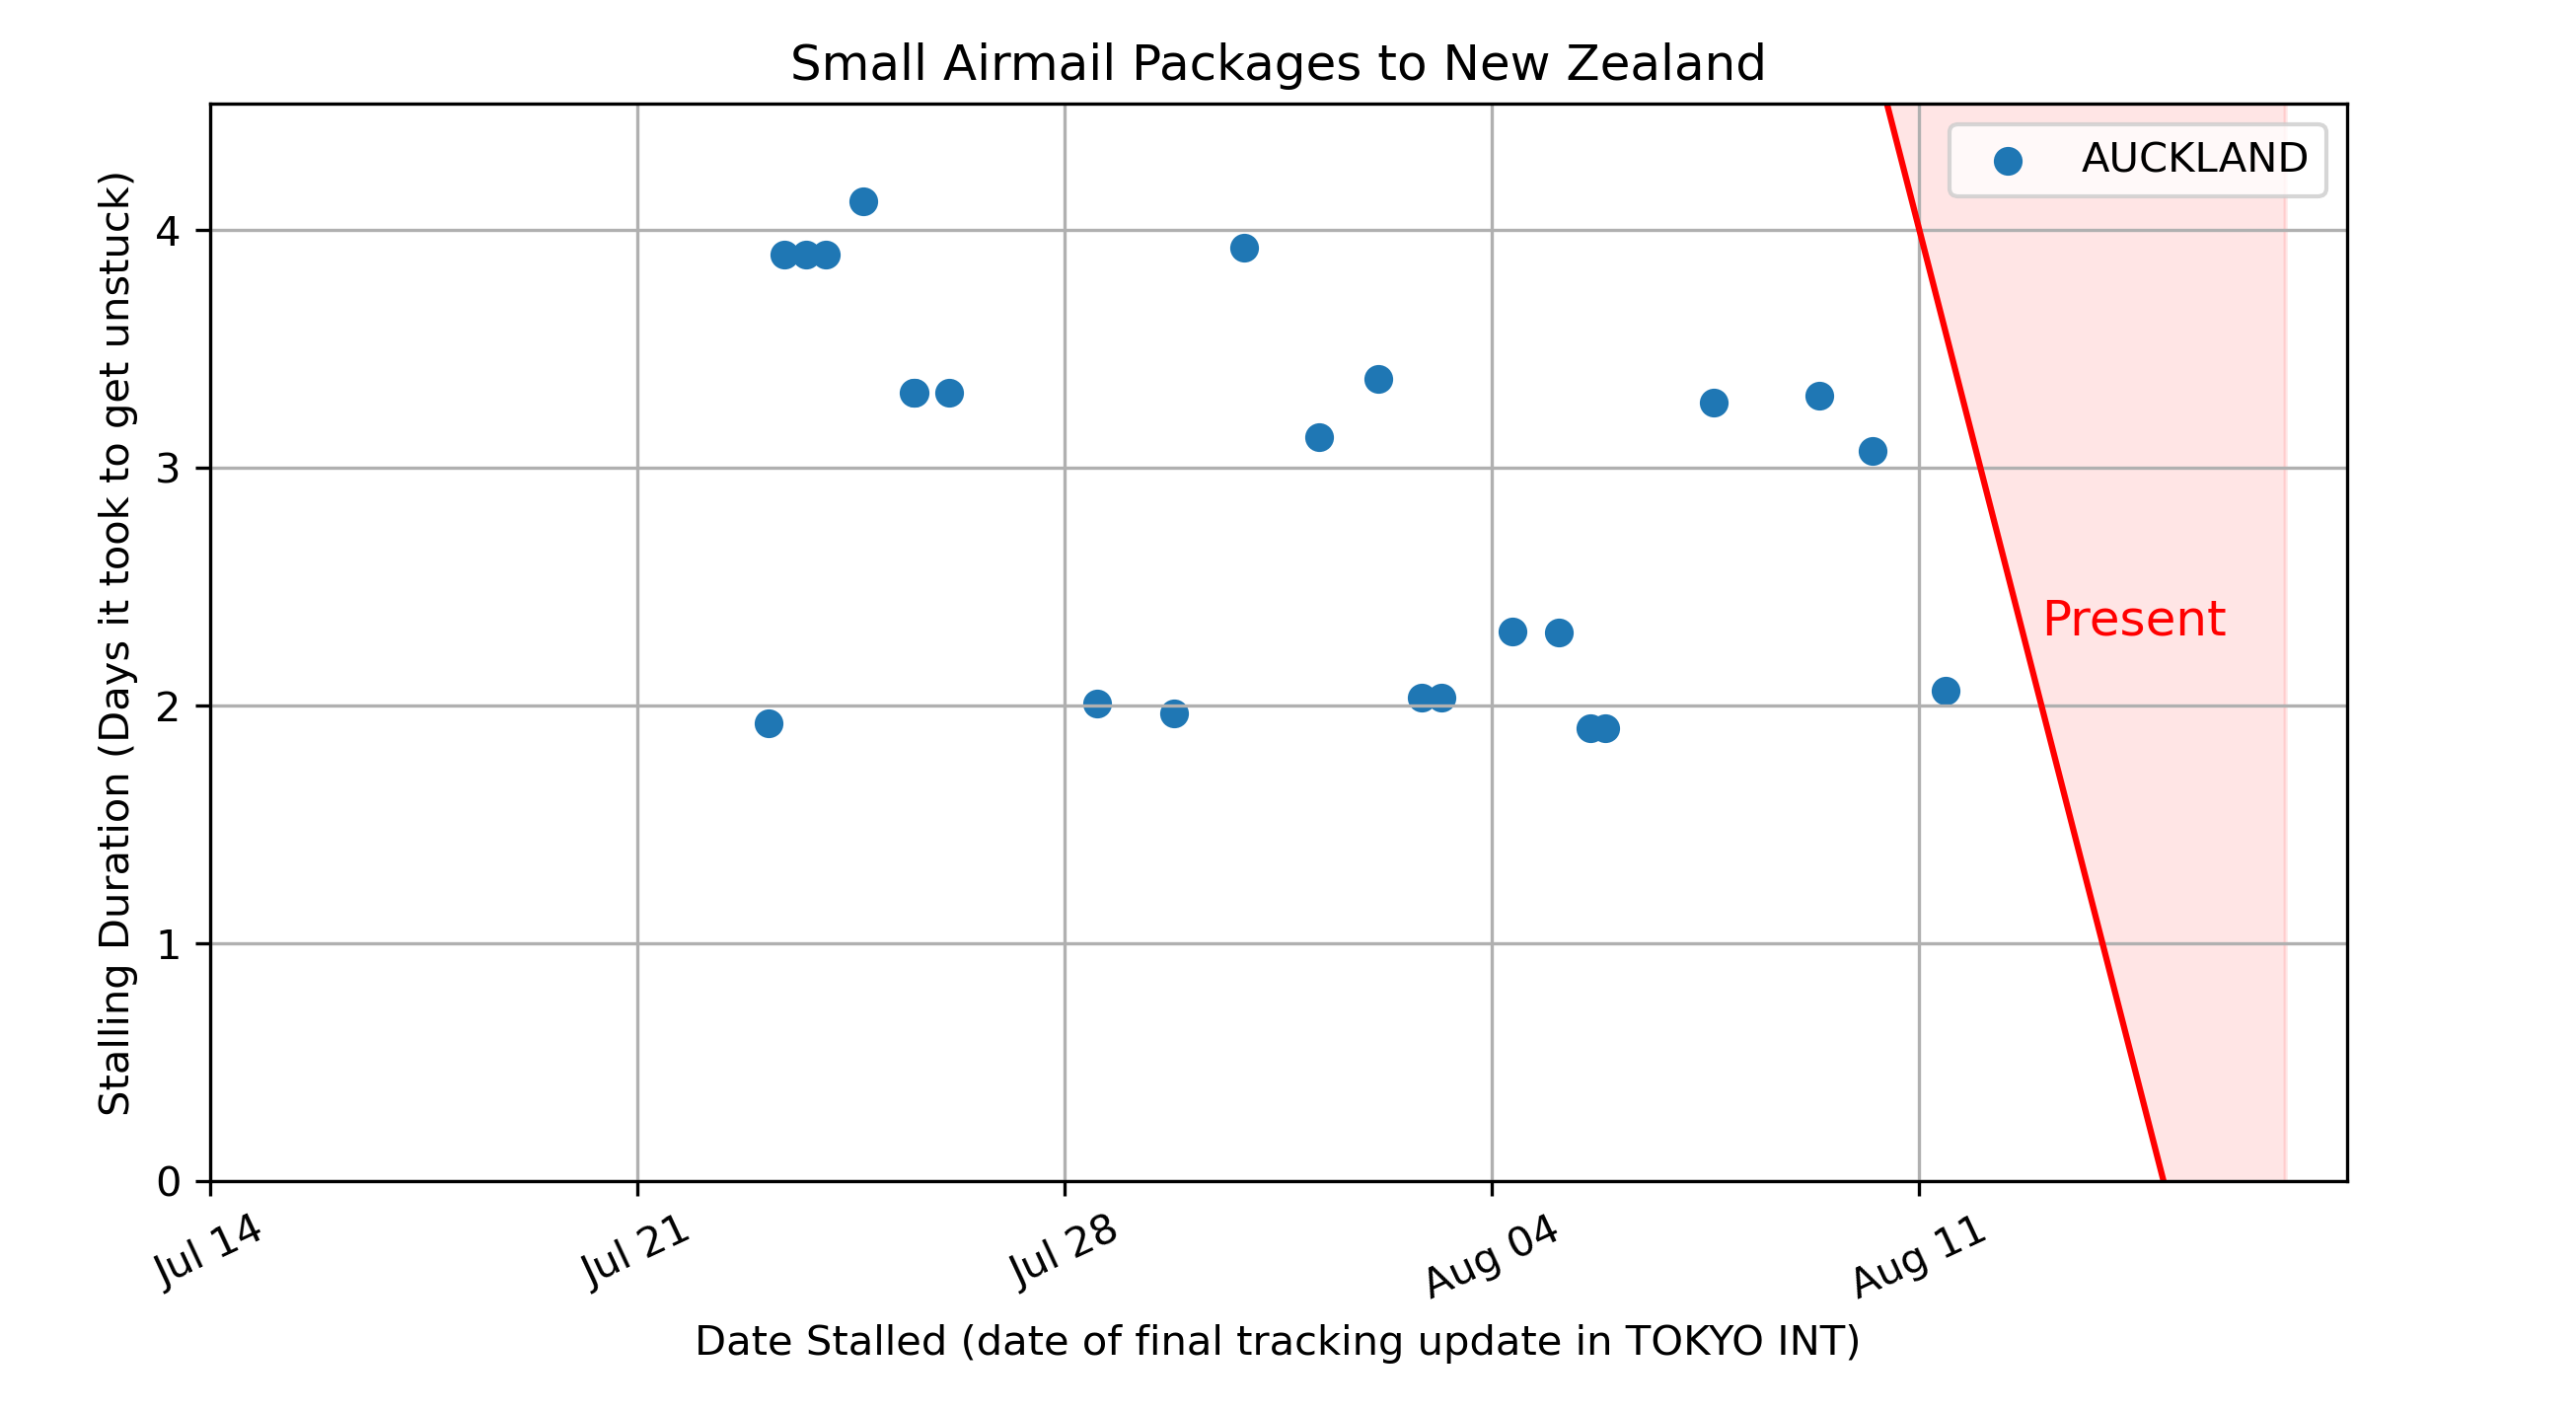 Small Airmail Packages to New Zealand
AUCKLAND
Stalling Duration (Days it took to get unstuck)
4
3
2
1
0
Present
Jul 14
Jul 21
Jul 28
Aug 04
Aug 11
Date Stalled (date of final tracking update in TOKYO INT)